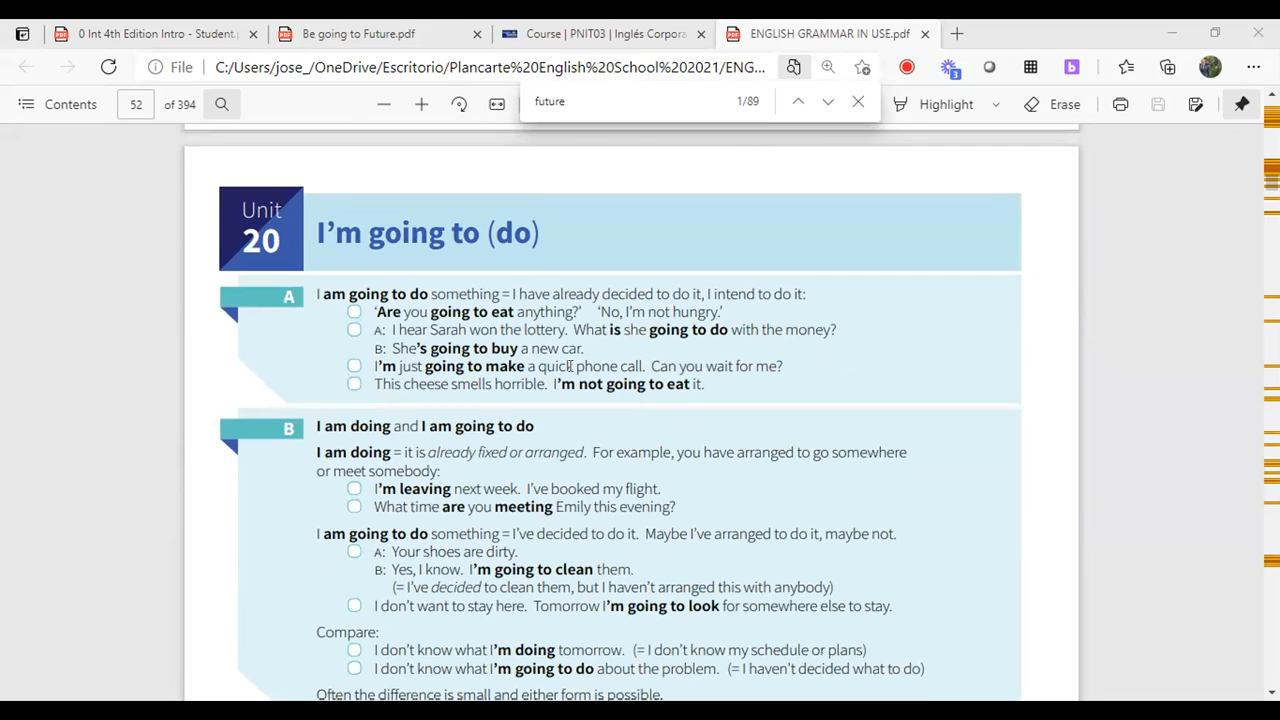 0 Int 4th Edition Intro - Student.p
Be going to Future.pdf
Course | PNIT03 | Inglés Corpora
ENGLISH GRAMMAR IN USE.pdf
File
C:/Users/jose_/OneDrive/Escritorio/Plancarte%20English%20School%202021/ENG...
3
Contents
52
of 394
future
1/89
Highlight
Erase
Unit
20
I'm going to (do)
A
I am going to do something = I have already decided to do it, I intend to do it:
'Are you going to eat anything?' 'No, I'm not hungry.'
A: I hear Sarah won the lottery. What is she going to do with the money?
B: She's going to buy a new car.
I'm just going to make a quick phone call. Can you wait for me?
This cheese smells horrible. I'm not going to eat it.
B
I am doing and I am going to do
I am doing = it is already fixed or arranged. For example, you have arranged to go somewhere
or meet somebody:
I'm leaving next week. I've booked my flight.
What time are you meeting Emily this evening?
I am going to do something = I've decided to do it. Maybe I've arranged to do it, maybe not.
A: Your shoes are dirty.
B: Yes, I know. I'm going to clean them.
(= I've decided to clean them, but I haven't arranged this with anybody)
I don't want to stay here. Tomorrow I'm going to look for somewhere else to stay.
Compare:
I don't know what I'm doing tomorrow. (= I don't know my schedule or plans)
I don't know what I'm going to do about the problem. (= I haven't decided what to do)
Often the difference is small and either form is possible.